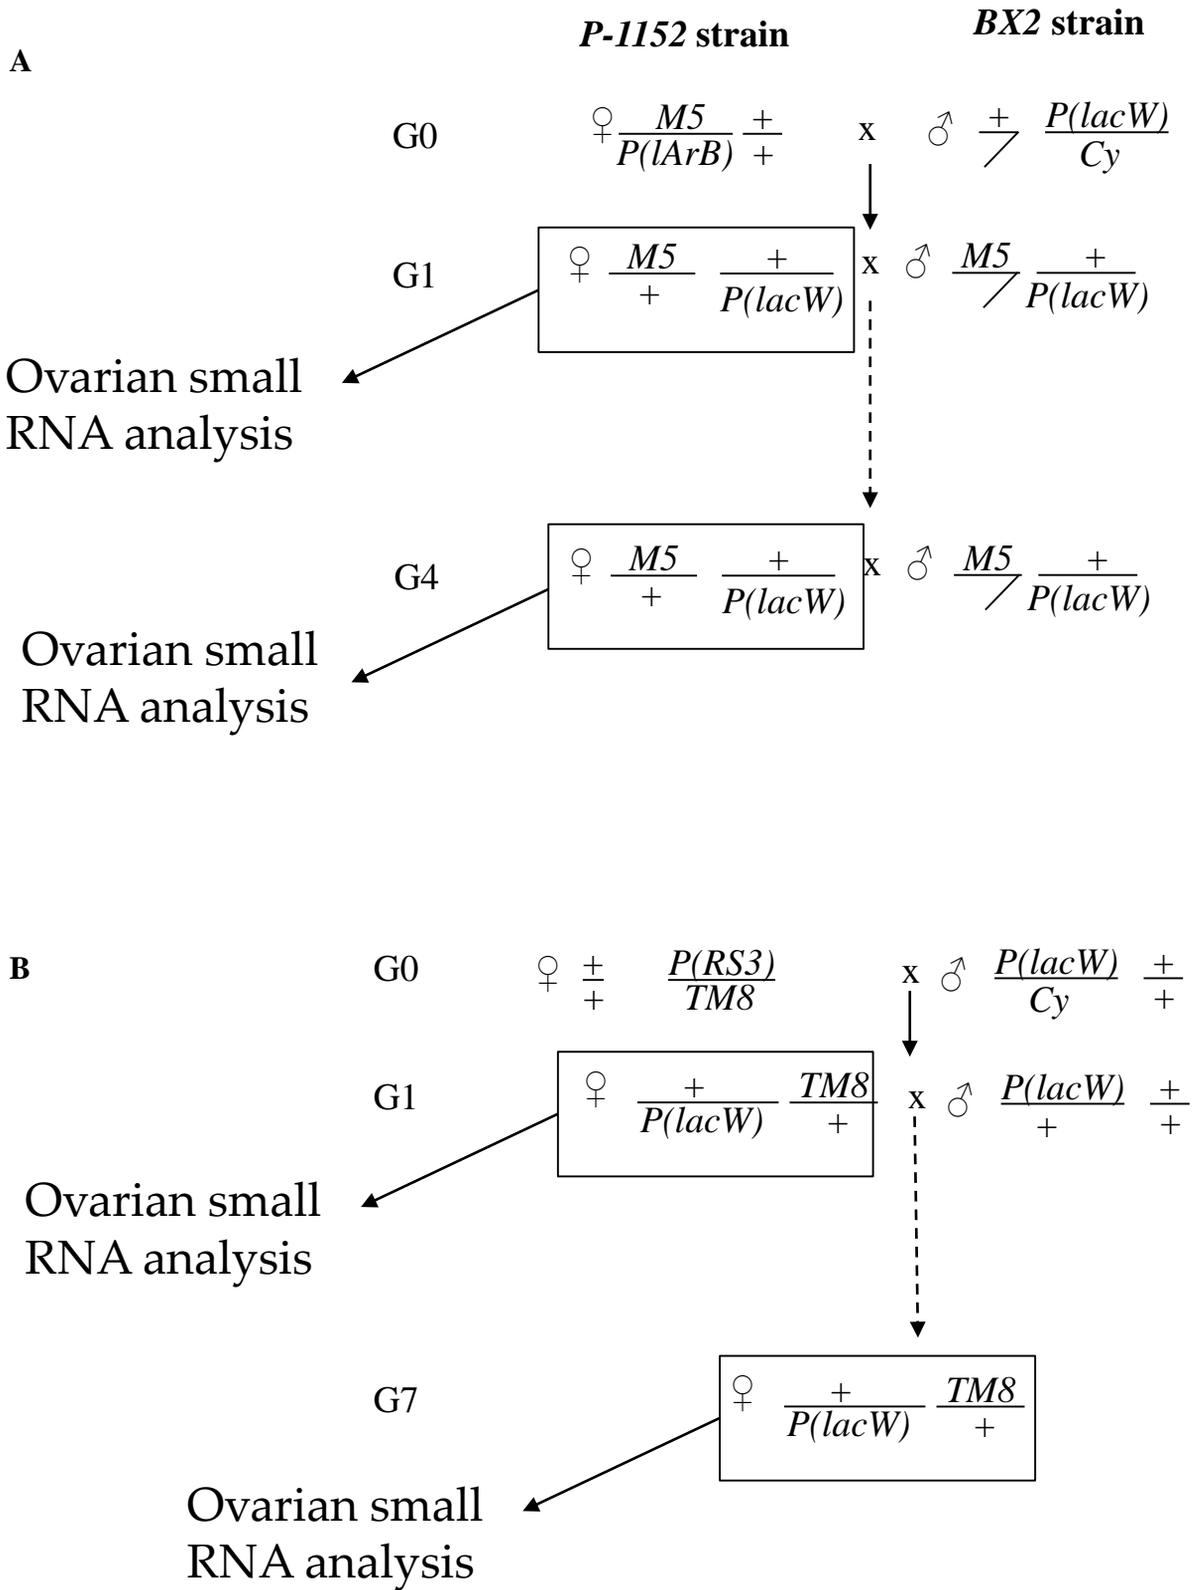 P-1152 strain BX2 strain
A
G0 ♀ M5 + x ♂ + P(lacW)
P(lArB) + Cy
G1 ♀ M5 + x ♂ M5 +
+ P(lacW) P(lacW)
Ovarian small
RNA analysis
G4 ♀ M5 + x ♂ M5 +
+ P(lacW) P(lacW)
Ovarian small
RNA analysis
B
G0 ♀ + P(RS3) x ♂ P(lacW) +
+ TM8 Cy +
G1 ♀ + TM8 x ♂ P(lacW) +
P(lacW) + + +
Ovarian small
RNA analysis
G7 ♀ + TM8
P(lacW) +
Ovarian small
RNA analysis